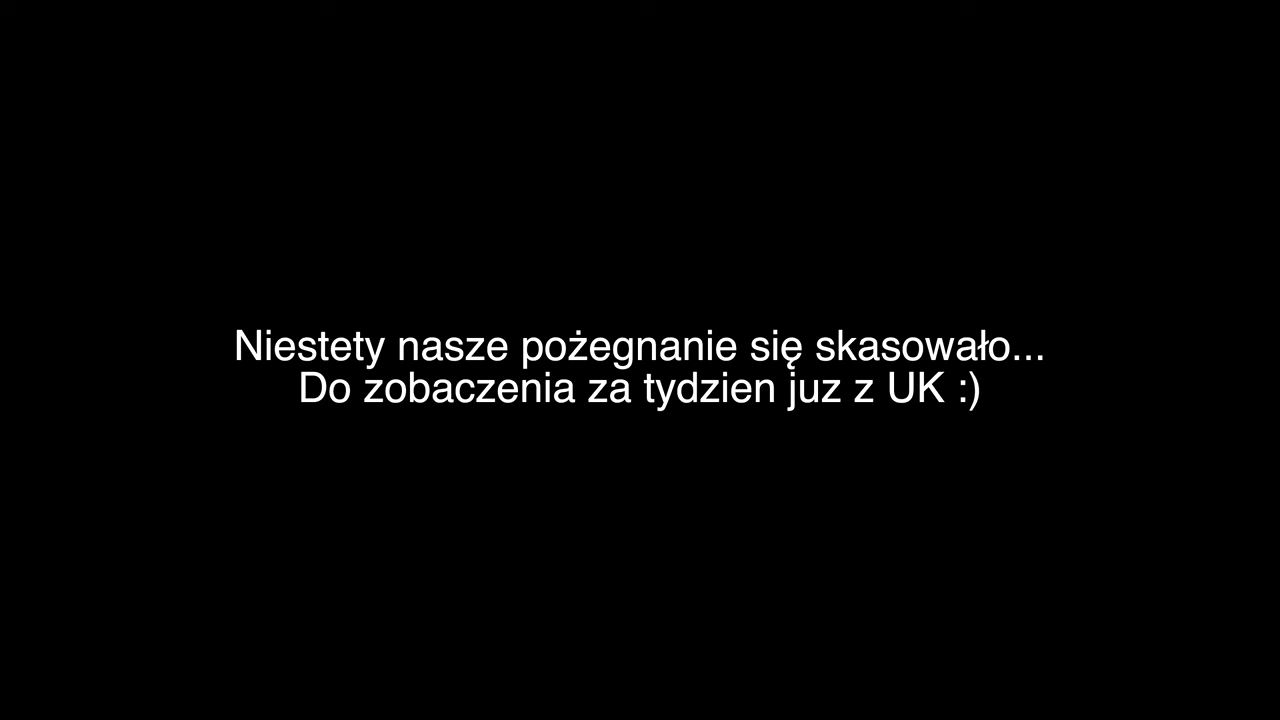 Niestety nasze pożegnanie się skasowało...
Do zobaczenia za tydzien juz z UK :)